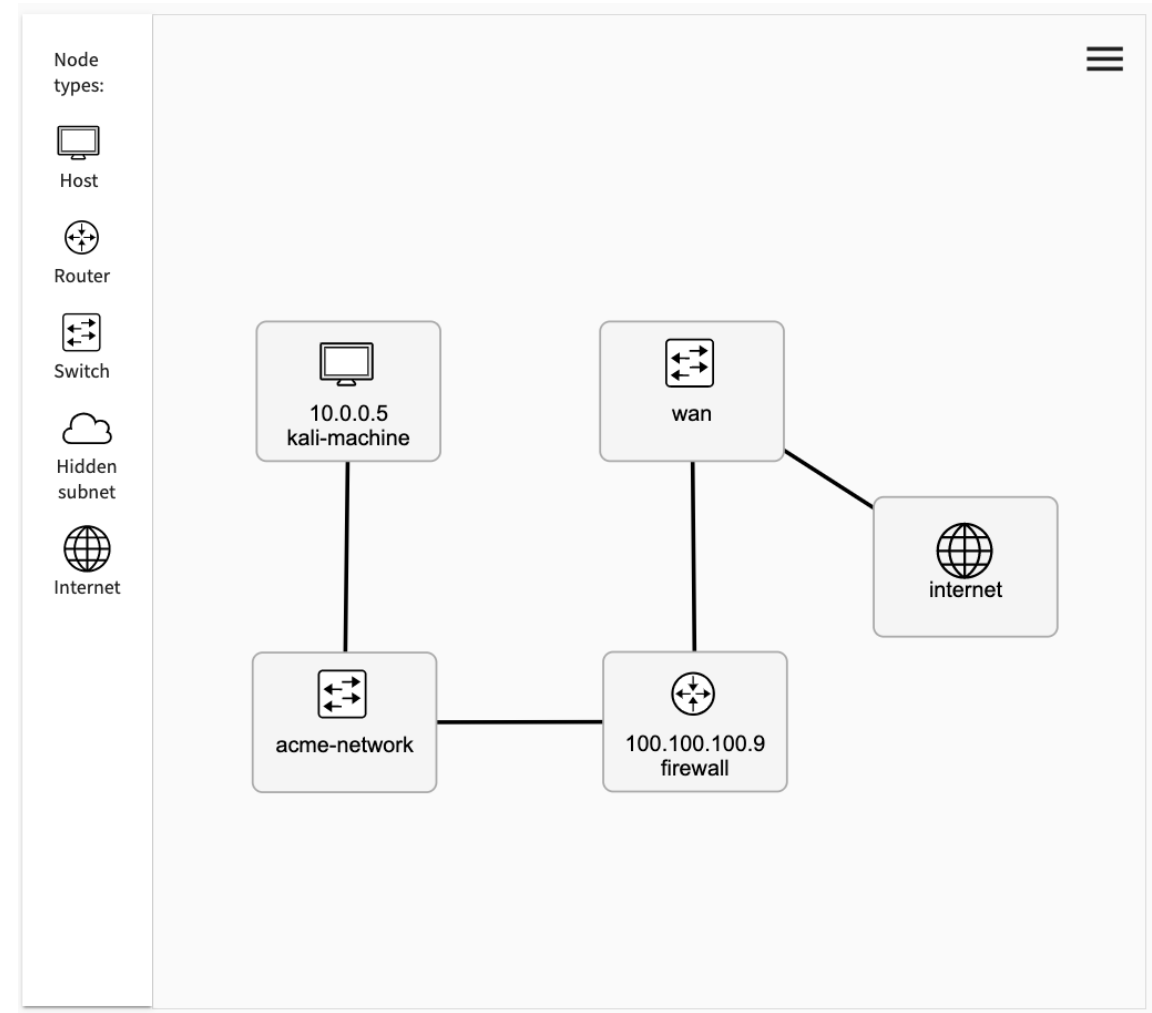 Node
types:
Host
Router
Switch
Hidden
subnet
Internet
10.0.0.5
kali-machine
wan
internet
acme-network
100.100.100.9
firewall